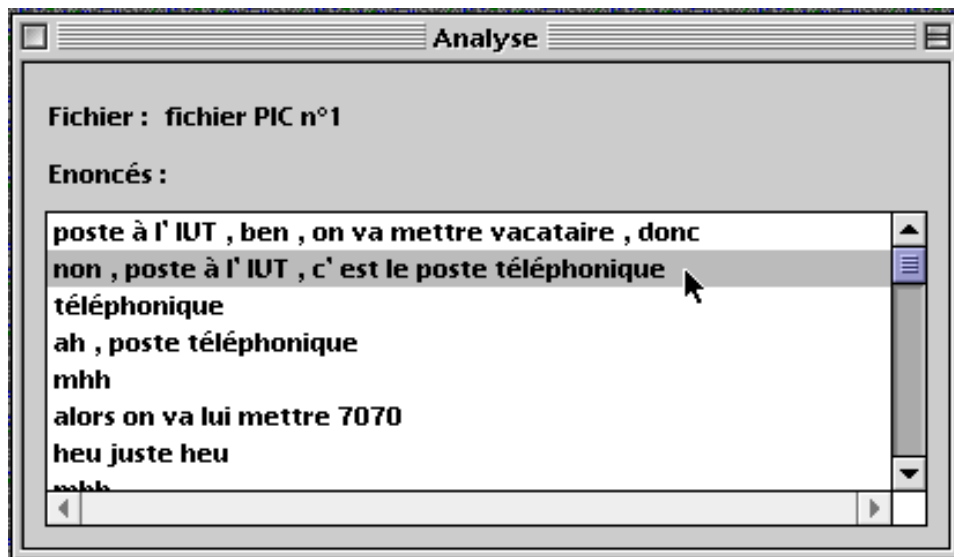 Analyse
Fichier : fichier PIC n°1
Enoncés :
poste à l' IUT , ben , on va mettre vacataire , donc
non , poste à l' IUT , c' est le poste téléphonique
téléphonique
ah , poste téléphonique
mhh
alors on va lui mettre 7070
heu juste heu
mhh